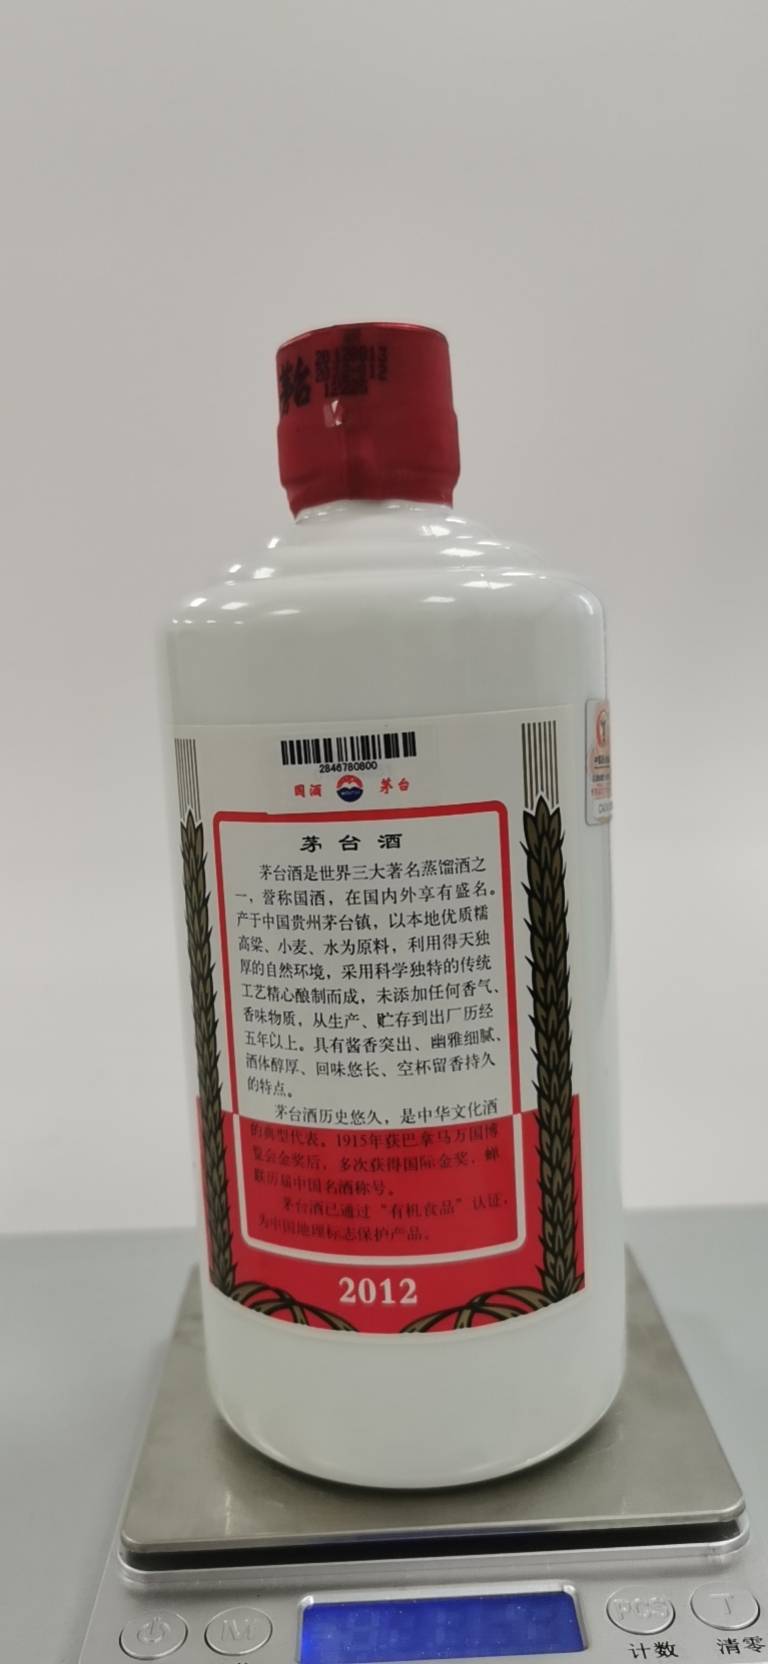 茅台
2846780800
国酒 茅台
茅台酒
茅台酒是世界三大著名蒸馏酒之
一，誉称国酒，在国内外享有盛名。
产于中国贵州茅台镇，以本地优质糯
高粱、小麦、水为原料，利用得天独
厚的自然环境，采用科学独特的传统
工艺精心酿制而成，未添加任何香气、
香味物质，从生产、贮存到出厂历经
五年以上。具有酱香突出、幽雅细腻、
酒体醇厚、回味悠长、空杯留香持久
的特点。
茅台酒历史悠久，是中华文化酒
的典型代表。1915年获巴拿马万国博
览会金奖后，多次获得国际金奖，蝉
联历届中国名酒称号。
茅台酒已通过“有机食品”认证，
为中国地理标志保护产品。
2012
M PCS T
计数 清零